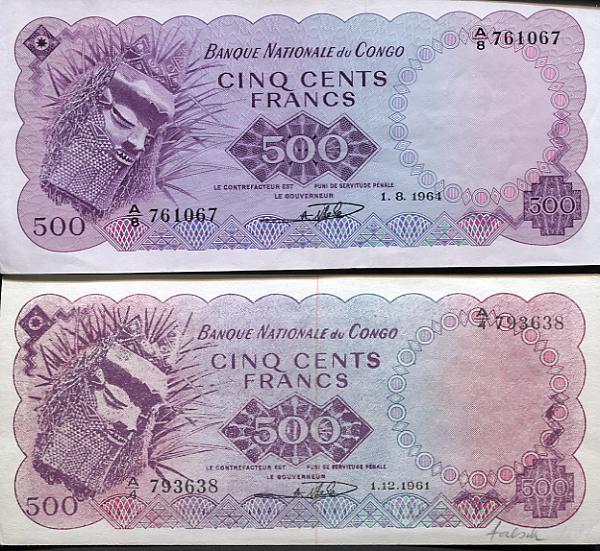 BANQUE NATIONALE DU CONGO
A/8 761067
CINQ CENTS
FRANCS
500
LE CONTREFACTEUR EST PUNI DE SERVITUDE PÉNALE
LE GOUVERNEUR
1.8.1964
500
A/8 761067
500
BANQUE NATIONALE DU CONGO
A/4 793638
CINQ CENTS
FRANCS
500
LE CONTREFACTEUR EST PUNI DE SERVITUDE PÉNALE
LE GOUVERNEUR
1.12.1961
500
A/4 793638
500
falsch